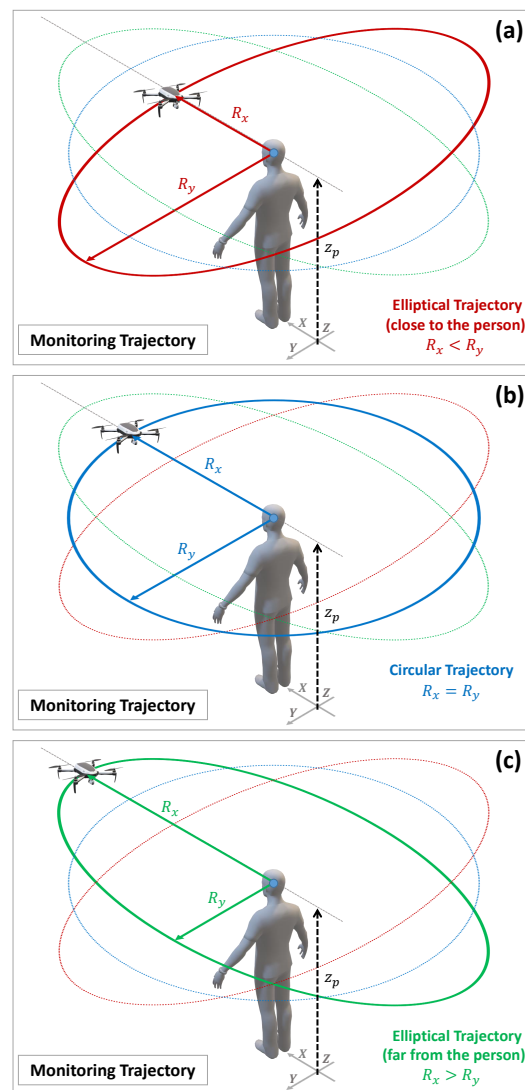 (a)
R_x
R_y
z_p
X
Z
Y
Elliptical Trajectory
(close to the person)
R_x < R_y
Monitoring Trajectory
(b)
R_x
R_y
z_p
X
Z
Y
Circular Trajectory
R_x = R_y
Monitoring Trajectory
(c)
R_x
R_y
z_p
X
Z
Y
Elliptical Trajectory
(far from the person)
R_x > R_y
Monitoring Trajectory